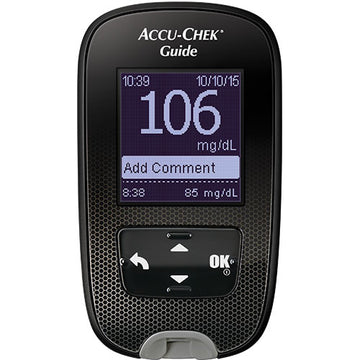 ACCU-CHEK®
Guide
10:39 10/10/15
106
mg/dL
Add Comment
8:38 85 mg/dL
OK